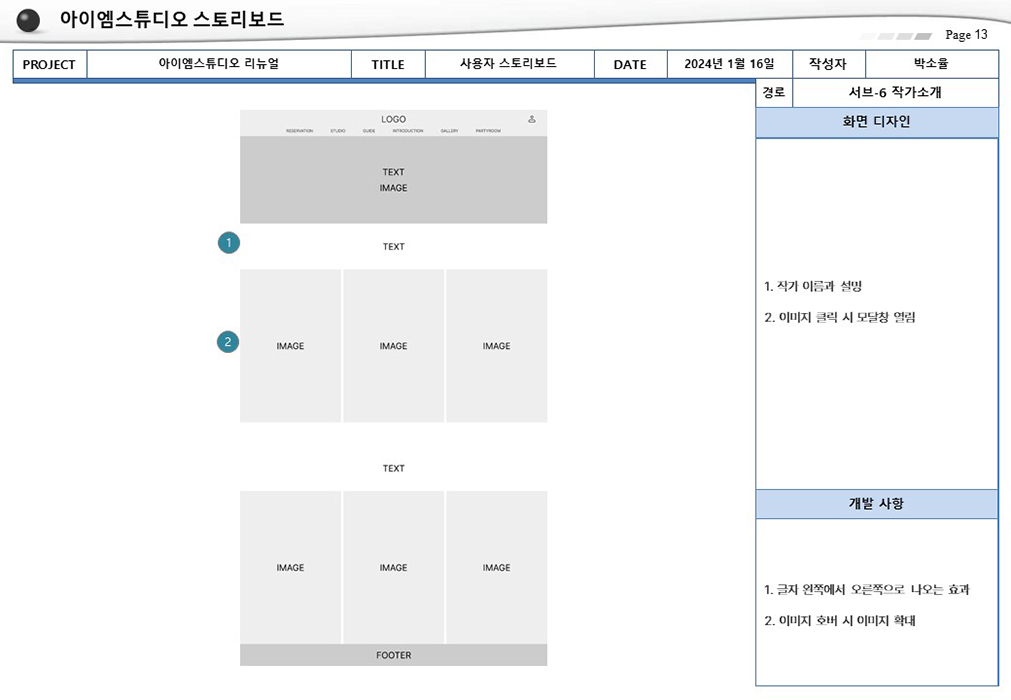 아이엠스튜디오 스토리보드
Page 13
PROJECT 아이엠스튜디오 리뉴얼 TITLE 사용자 스토리보드 DATE 2024년 1월 16일 작성자 박소율
경로 서브-6 작가소개
화면 디자인
LOGO
RESERVATION STUDIO GUIDE INTRODUCTION GALLERY PARTYROOM
TEXT
IMAGE
1
TEXT
2
IMAGE IMAGE IMAGE
TEXT
IMAGE IMAGE IMAGE
FOOTER
1. 작가 이름과 설명
2. 이미지 클릭 시 모달창 열림
개발 사항
1. 글자 왼쪽에서 오른쪽으로 나오는 효과
2. 이미지 호버 시 이미지 확대